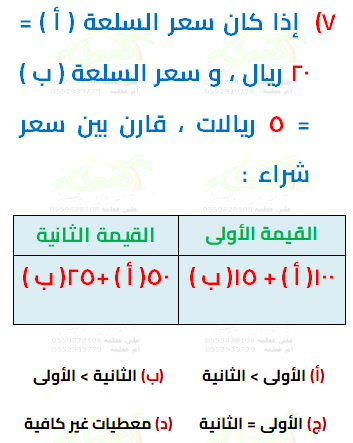 ٧) إذا كان سعر السلعة ( أ ) =
٢٠ ريال ، و سعر السلعة ( ب )
= ٥ ريالات ، قارن بين سعر
شراء :
القيمة الأولى
القيمة الثانية
١٠٠( أ ) + ١٥( ب )
٥٠( أ ) +٢٥( ب )
(أ) الأولى > الثانية
(ب) الثانية > الأولى
(ج) الأولى = الثانية
(د) معطيات غير كافية